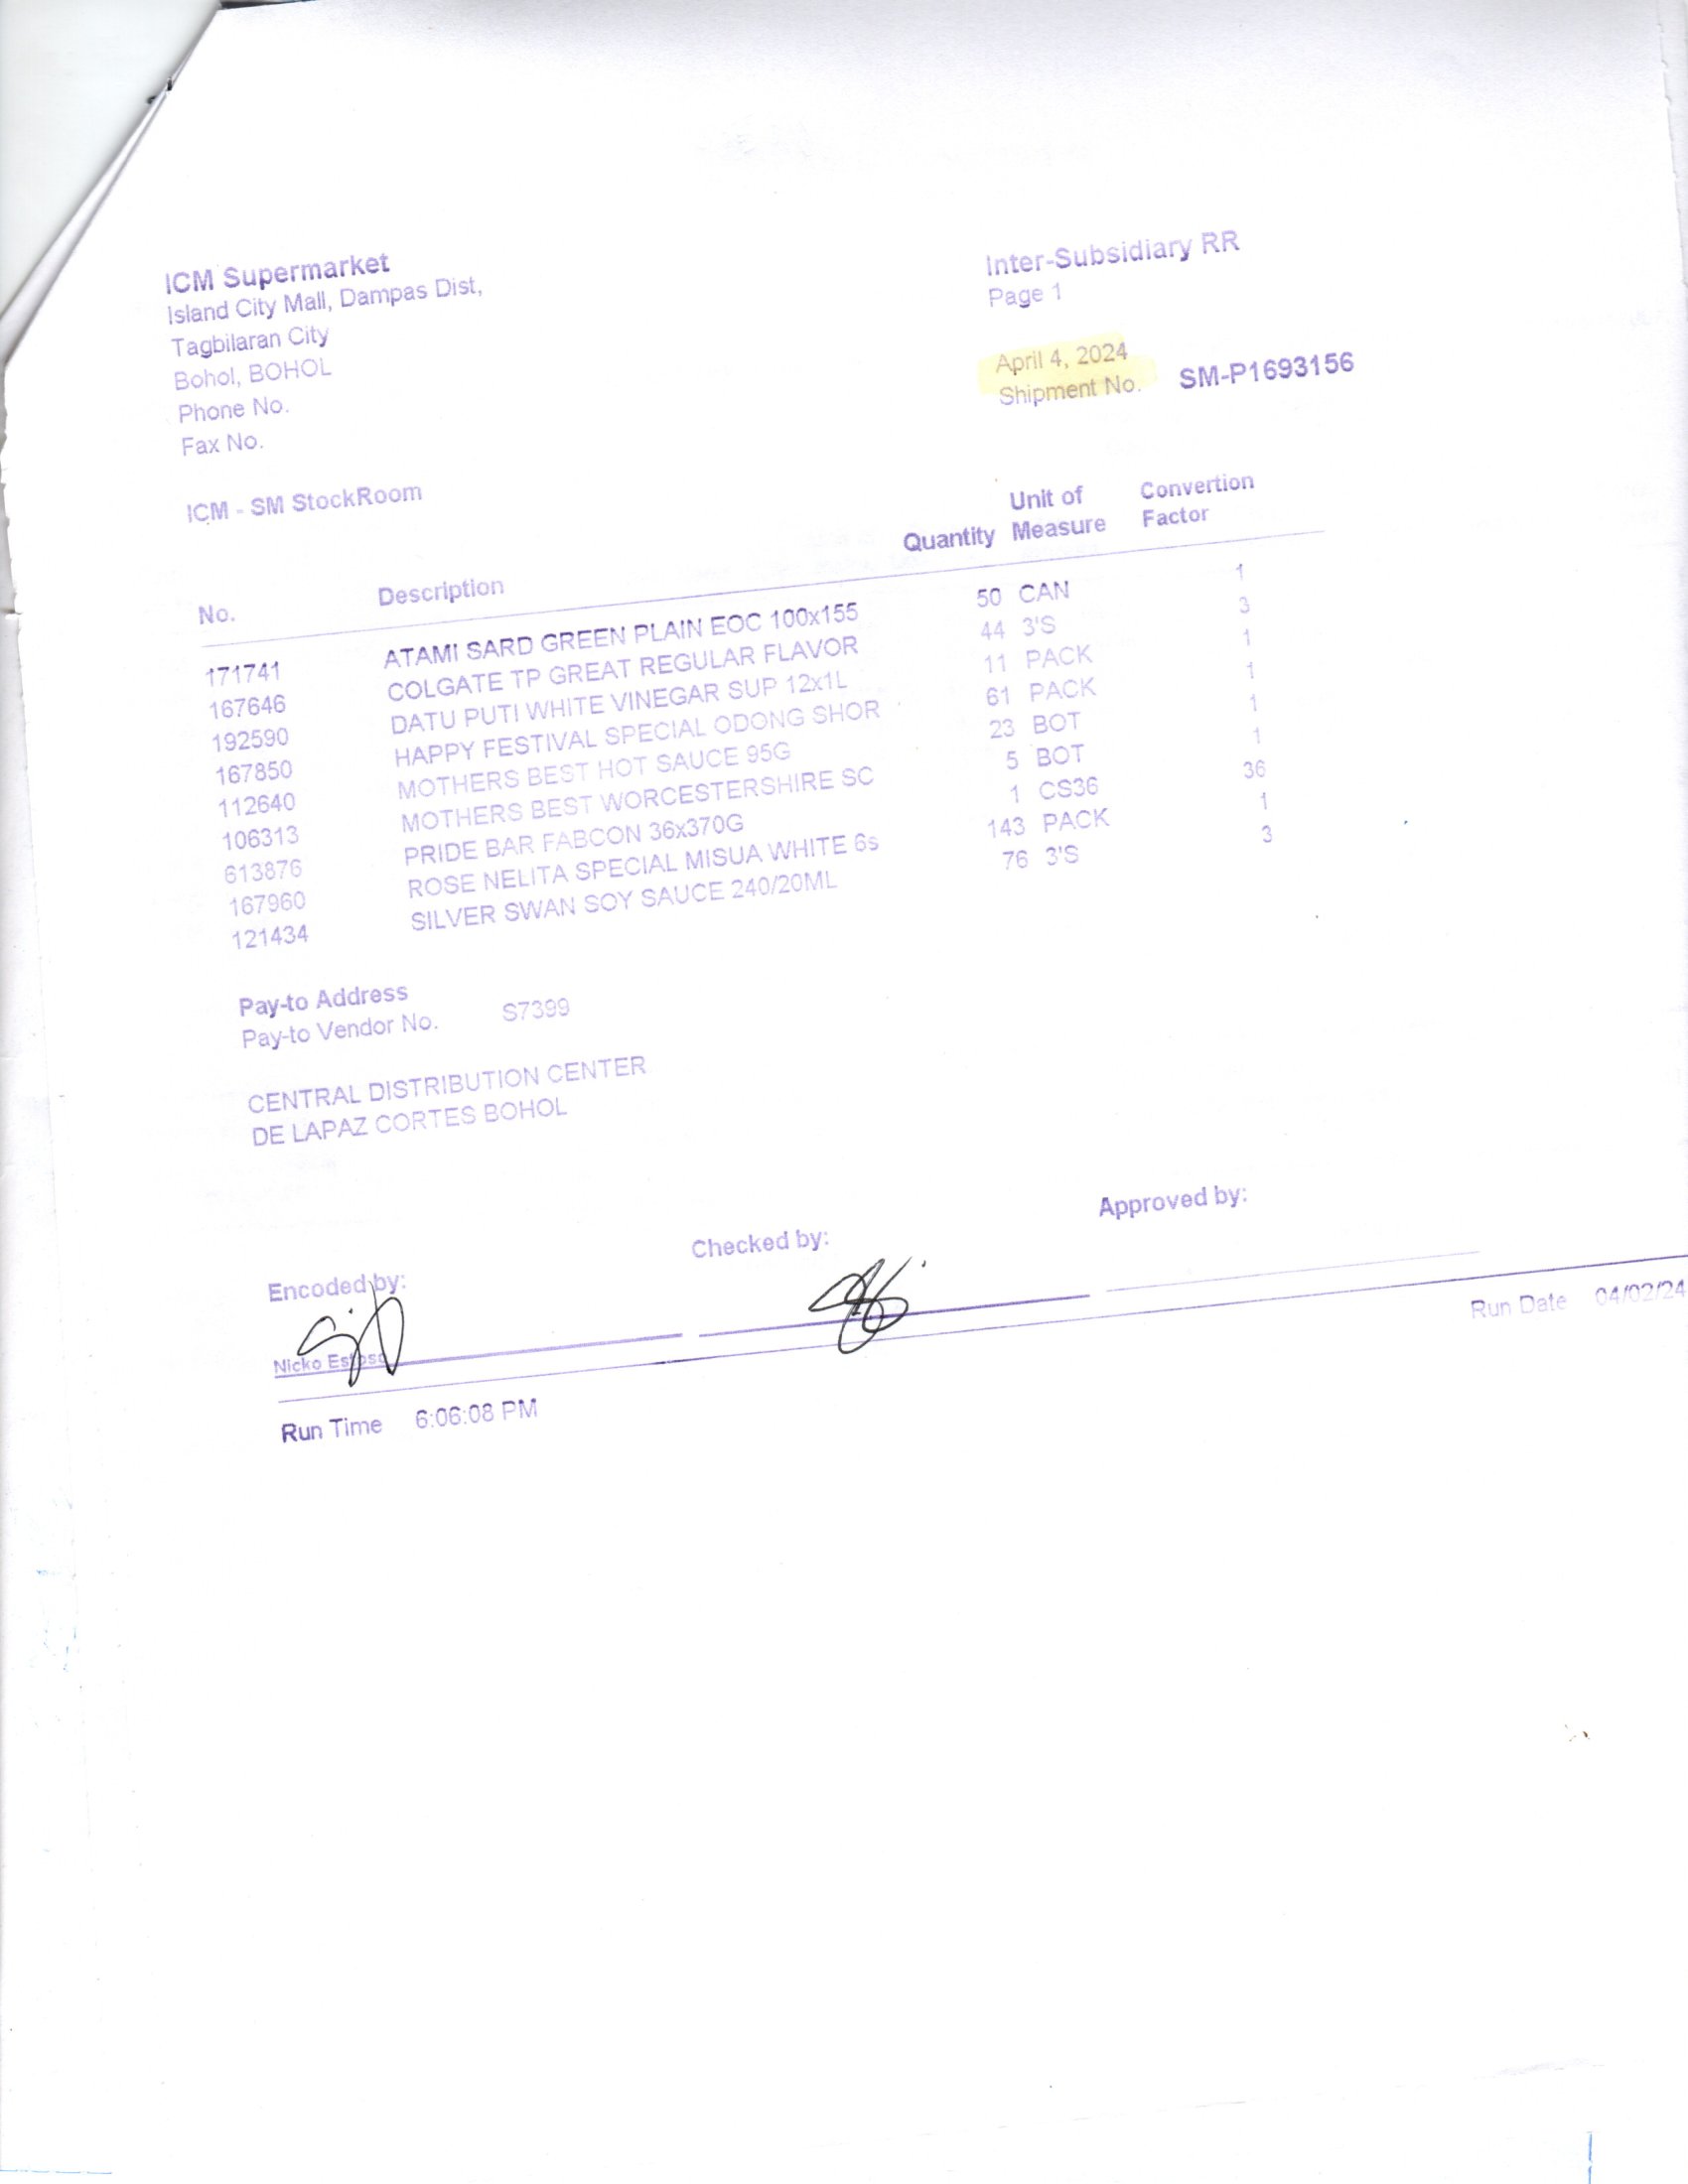 ICM Supermarket
Island City Mall, Dampas Dist,
Tagbilaran City
Bohol, BOHOL
Phone No.
Fax No.
ICM - SM StockRoom
Inter-Subsidiary RR
Page 1
April 4, 2024
Shipment No. SM-P1693156
No. Description Quantity Unit of Measure Convertion Factor
171741 ATAMI SARD GREEN PLAIN EOC 100x155 50 CAN 1
167646 COLGATE TP GREAT REGULAR FLAVOR 44 3'S 3
192590 DATU PUTI WHITE VINEGAR SUP 12x1L 11 PACK 1
167850 HAPPY FESTIVAL SPECIAL ODONG SHOR 61 PACK 1
112640 MOTHERS BEST HOT SAUCE 95G 23 BOT 1
106313 MOTHERS BEST WORCESTERSHIRE SC 5 BOT 1
613876 PRIDE BAR FABCON 36x370G 1 CS36 36
167960 ROSE NELITA SPECIAL MISUA WHITE 6s 143 PACK 1
121434 SILVER SWAN SOY SAUCE 240/20ML 76 3'S 3
Pay-to Address
Pay-to Vendor No. S7399
CENTRAL DISTRIBUTION CENTER
DE LAPAZ CORTES BOHOL
Encoded by: Checked by: Approved by:
Nicko
Run Date 04/02/24
Run Time 6:06:08 PM